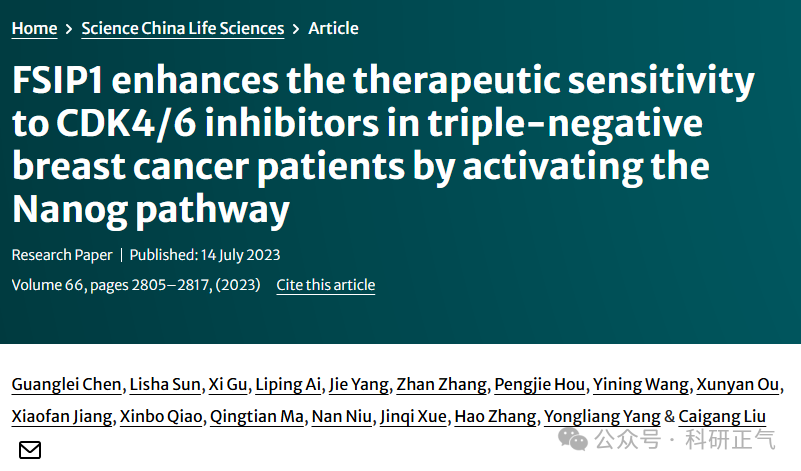 Home > Science China Life Sciences > Article
FSIP1 enhances the therapeutic sensitivity
to CDK4/6 inhibitors in triple-negative
breast cancer patients by activating the
Nanog pathway
Research Paper | Published: 14 July 2023
Volume 66, pages 2805–2817, (2023) Cite this article
Guanglei Chen, Lisha Sun, Xi Gu, Liping Ai, Jie Yang, Zhan Zhang, Pengjie Hou, Yining Wang, Xunyan Ou,
Xiaofan Jiang, Xinbo Qiao, Qingtian Ma, Nan Niu, Jinqi Xue, Hao Zhang, Yongliang Yang & Caigang Liu
公众号 · 科研正气